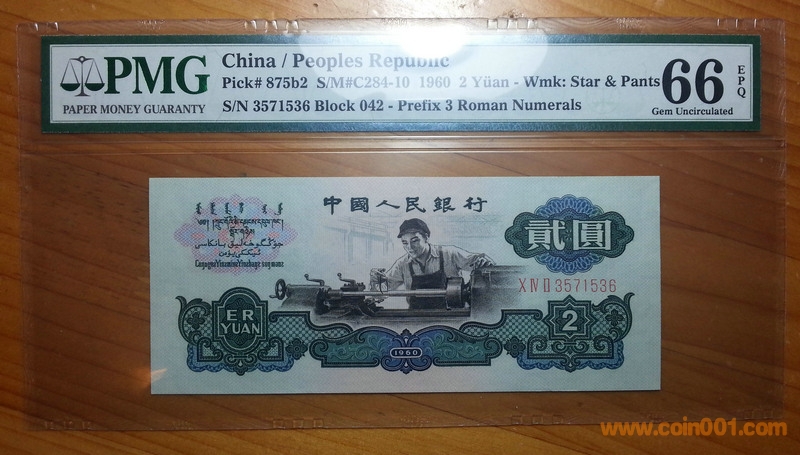 PMG
PAPER MONEY GUARANTY
China / Peoples Republic
Pick# 875b2 S/M#C284-10 1960 2 Yüan - Wmk: Star & Pants
S/N 3571536 Block 042 - Prefix 3 Roman Numerals
66 EPQ
Gem Uncirculated
中國人民銀行
貳圓
XIVII3571536
ER
YUAN
1960
2
www.coin001.com